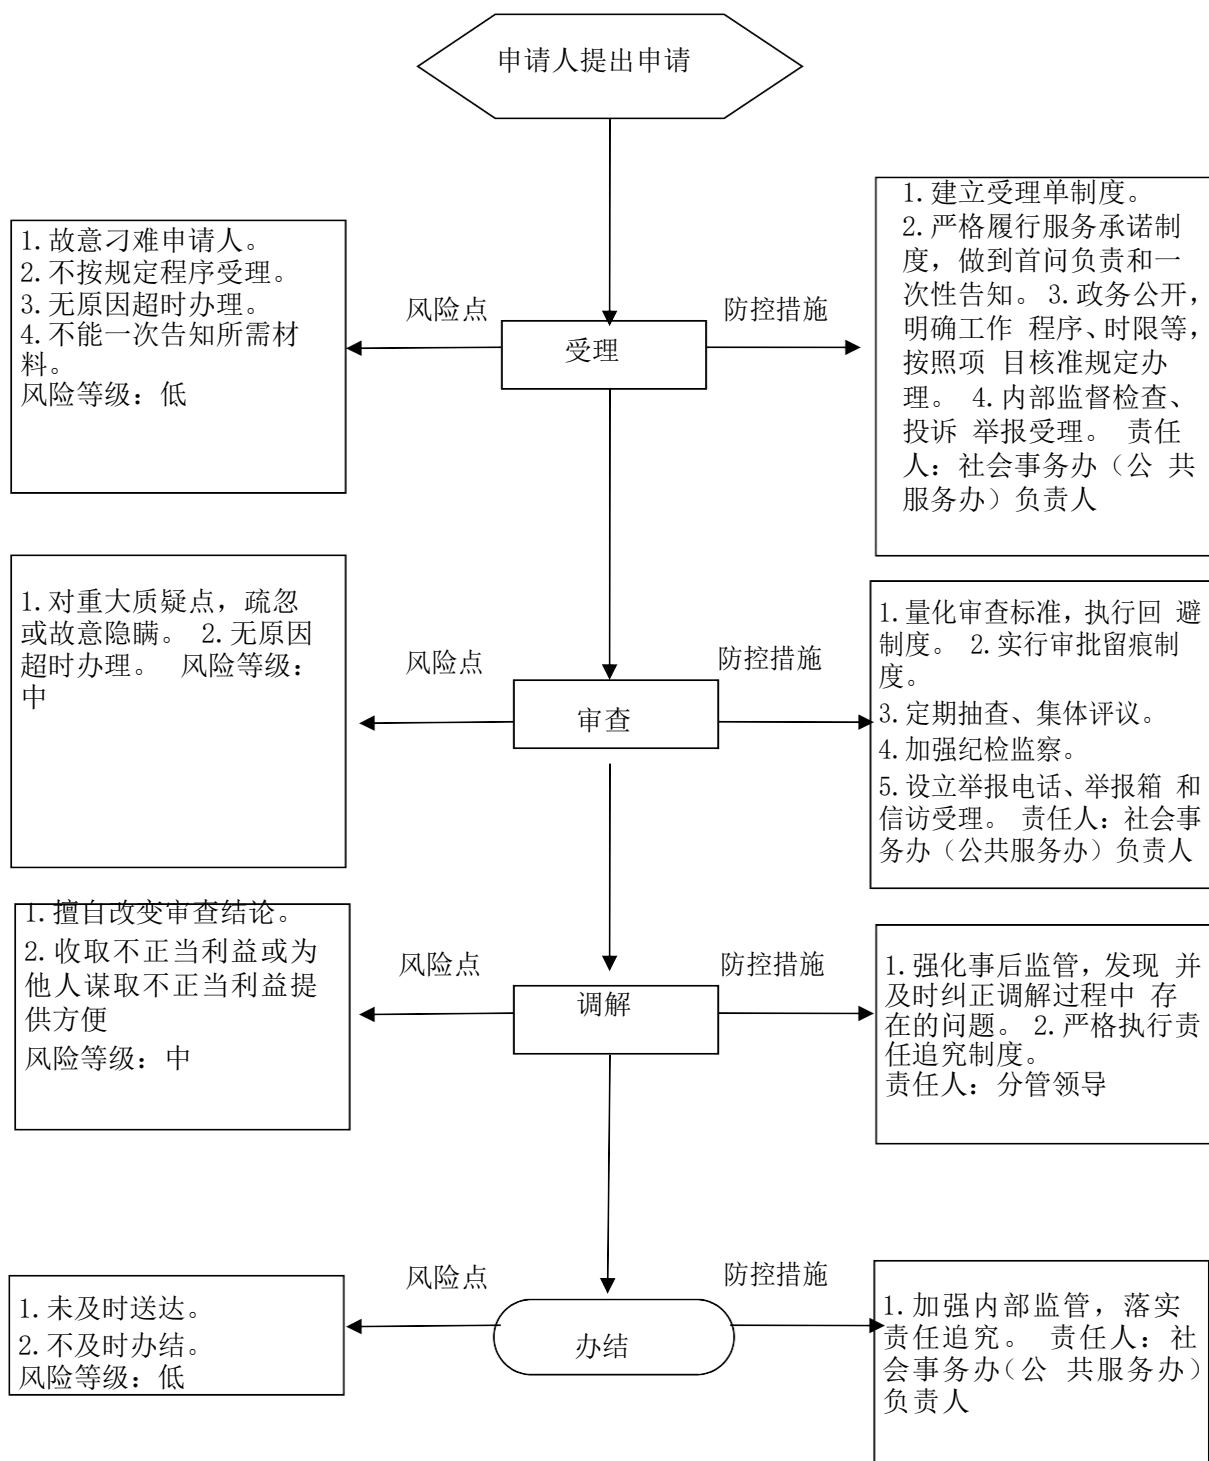 申请人提出申请
1.故意刁难申请人。
2.不按规定程序受理。
3.无原因超时办理。
4.不能一次告知所需材
料。
风险等级：低
风险点
受理
防控措施
1.建立受理单制度。
2.严格履行服务承诺制
度，做到首问负责和一
次性告知。 3.政务公开，
明确工作 程序、时限等，
按照项 目核准规定办
理。 4.内部监督检查、
投诉 举报受理。 责任
人：社会事务办（公 共
服务办）负责人
1.对重大质疑点，疏忽
或故意隐瞒。 2.无原因
超时办理。 风险等级：
中
风险点
审查
防控措施
1.量化审查标准，执行回 避
制度。 2.实行审批留痕制
度。
3.定期抽查、集体评议。
4.加强纪检监察。
5.设立举报电话、举报箱 和
信访受理。 责任人：社会事
务办（公共服务办）负责人
1.擅自改变审查结论。
2.收取不正当利益或为
他人谋取不正当利益提
供方便
风险等级：中
风险点
调解
防控措施
1.强化事后监管，发现 并
及时纠正调解过程中 存
在的问题。 2.严格执行责
任追究制度。
责任人：分管领导
1.未及时送达。
2.不及时办结。
风险等级：低
风险点
办结
防控措施
1.加强内部监管，落实
责任追究。 责任人：社
会事务办（公 共服务办）
负责人